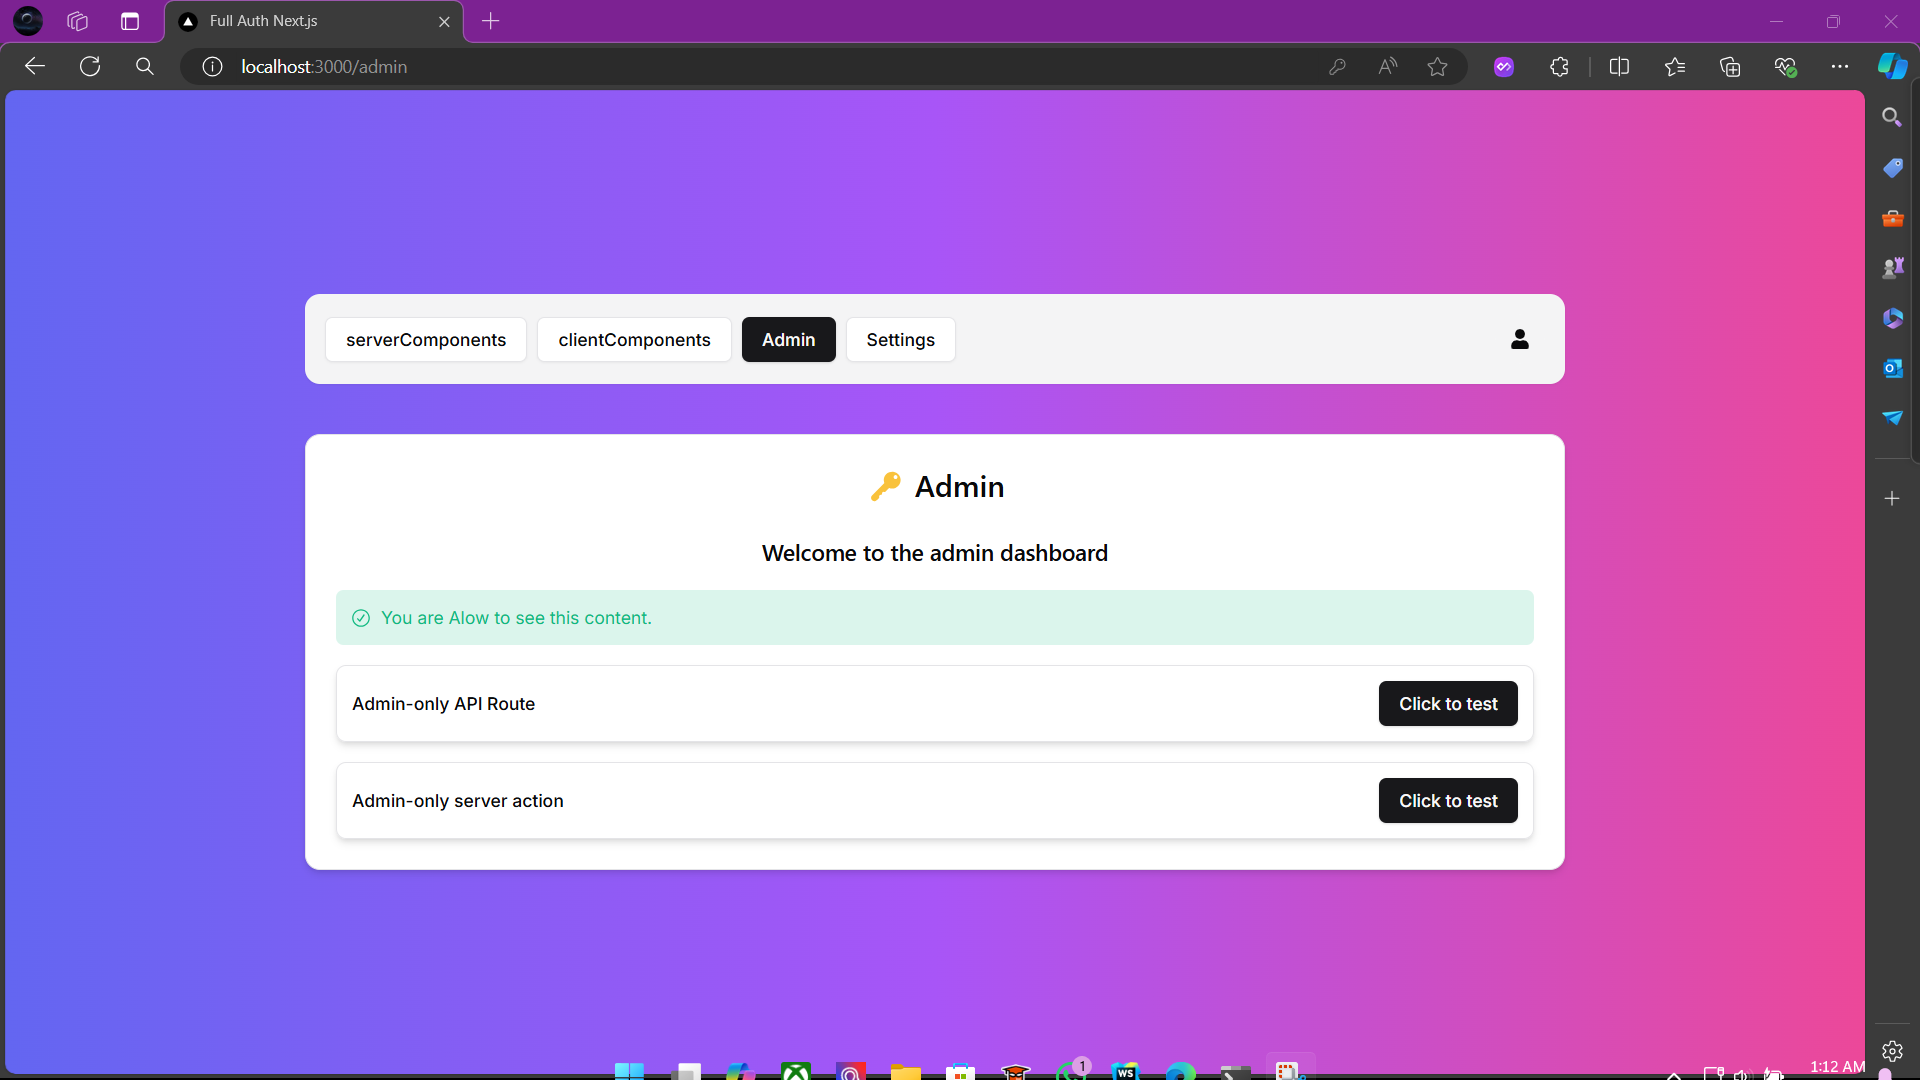 Full Auth Next.js
localhost:3000/admin
serverComponents
clientComponents
Admin
Settings
🔑 Admin
Welcome to the admin dashboard
You are Alow to see this content.
Admin-only API Route
Click to test
Admin-only server action
Click to test
1
WS
1:12 AM